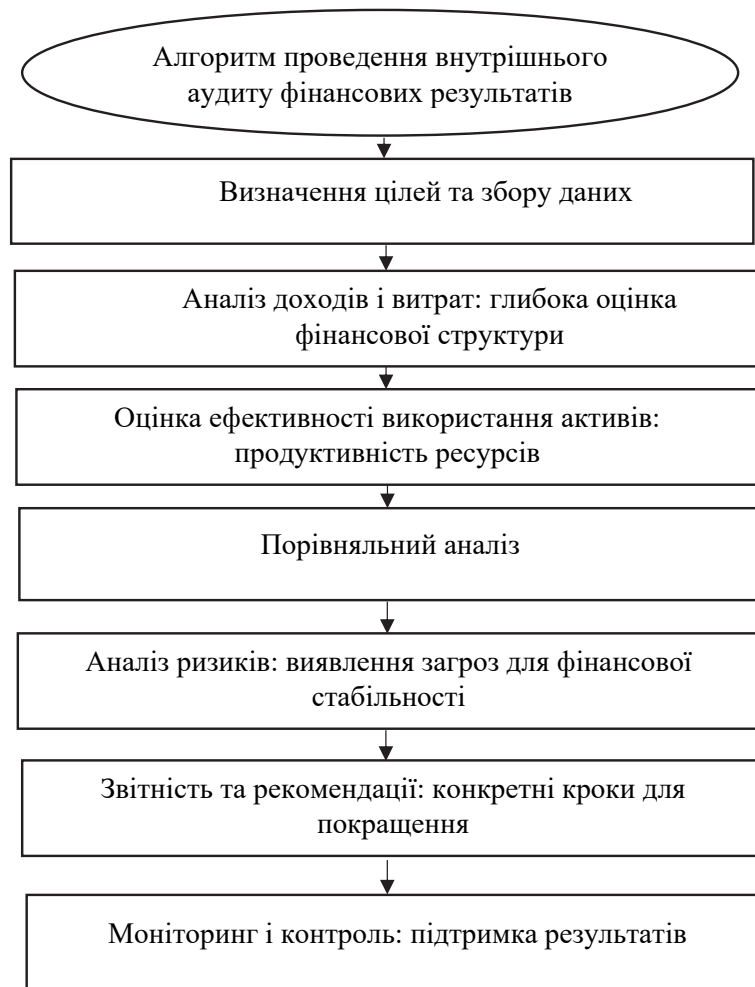 Алгоритм проведення внутрішнього
аудиту фінансових результатів
Визначення цілей та збору даних
Аналіз доходів і витрат: глибока оцінка
фінансової структури
Оцінка ефективності використання активів:
продуктивність ресурсів
Порівняльний аналіз
Аналіз ризиків: виявлення загроз для фінансової
стабільності
Звітність та рекомендації: конкретні кроки для
покращення
Моніторинг і контроль: підтримка результатів